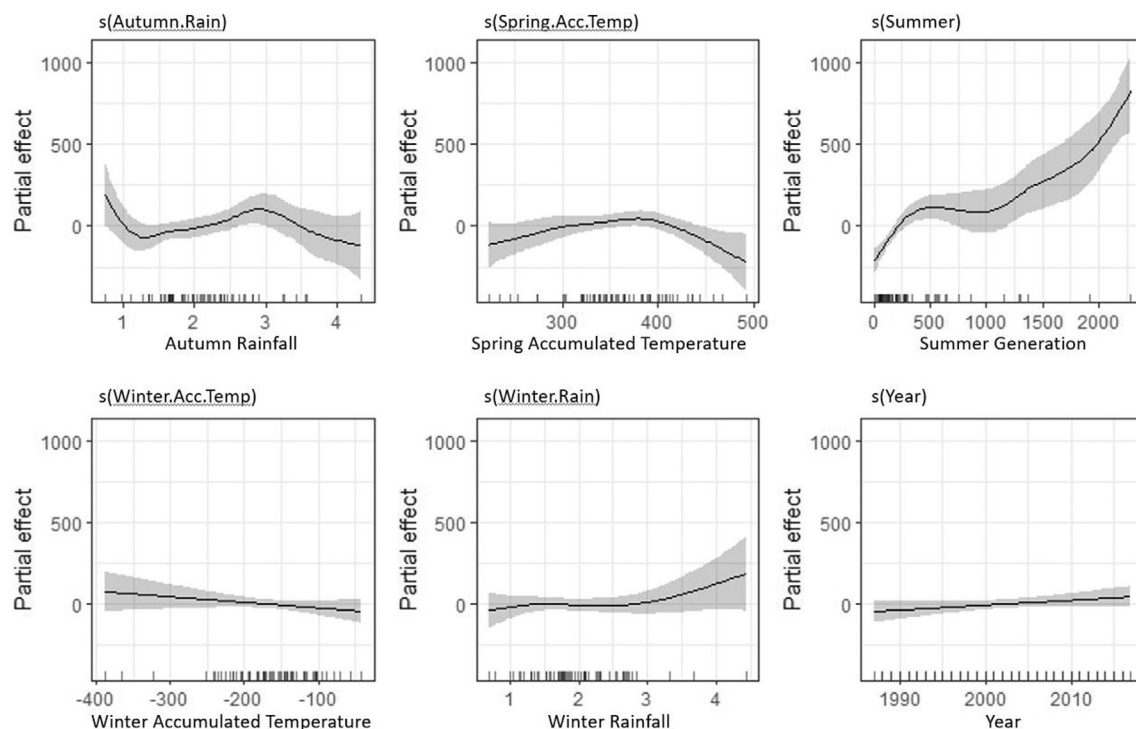 s(Autumn.Rain)
s(Spring.Acc.Temp)
s(Summer)
Partial effect
1000
500
0
1 2 3 4
Autumn Rainfall
Partial effect
1000
500
0
300 400 500
Spring Accumulated Temperature
Partial effect
1000
500
0
0 500 1000 1500 2000
Summer Generation
s(Winter.Acc.Temp)
s(Winter.Rain)
s(Year)
Partial effect
1000
500
0
-400 -300 -200 -100
Winter Accumulated Temperature
Partial effect
1000
500
0
1 2 3 4
Winter Rainfall
Partial effect
1000
500
0
1990 2000 2010
Year